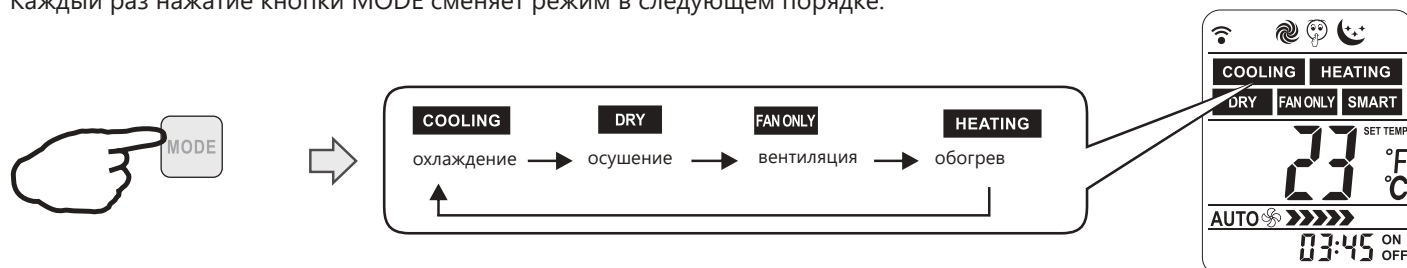 Каждый раз нажатие кнопки MODE сменяет режим в следующем порядке.
MODE
COOLING DRY FAN ONLY HEATING
охлаждение осушение вентиляция обогрев
COOLING HEATING
DRY FAN ONLY SMART
23 SET TEMP
°F
°C
AUTO
03:45 ON
OFF